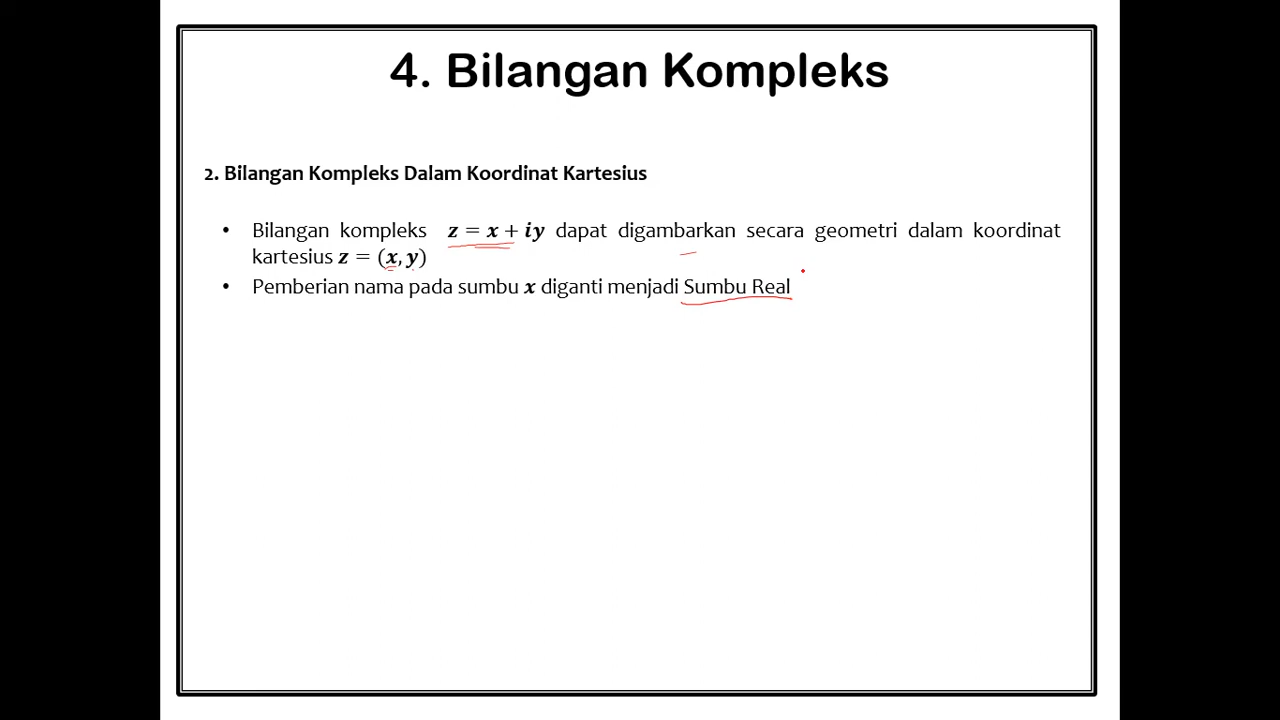 4. Bilangan Kompleks
2. Bilangan Kompleks Dalam Koordinat Kartesius
• Bilangan kompleks z = x + iy dapat digambarkan secara geometri dalam koordinat
kartesius z = (x, y)
• Pemberian nama pada sumbu x diganti menjadi Sumbu Real